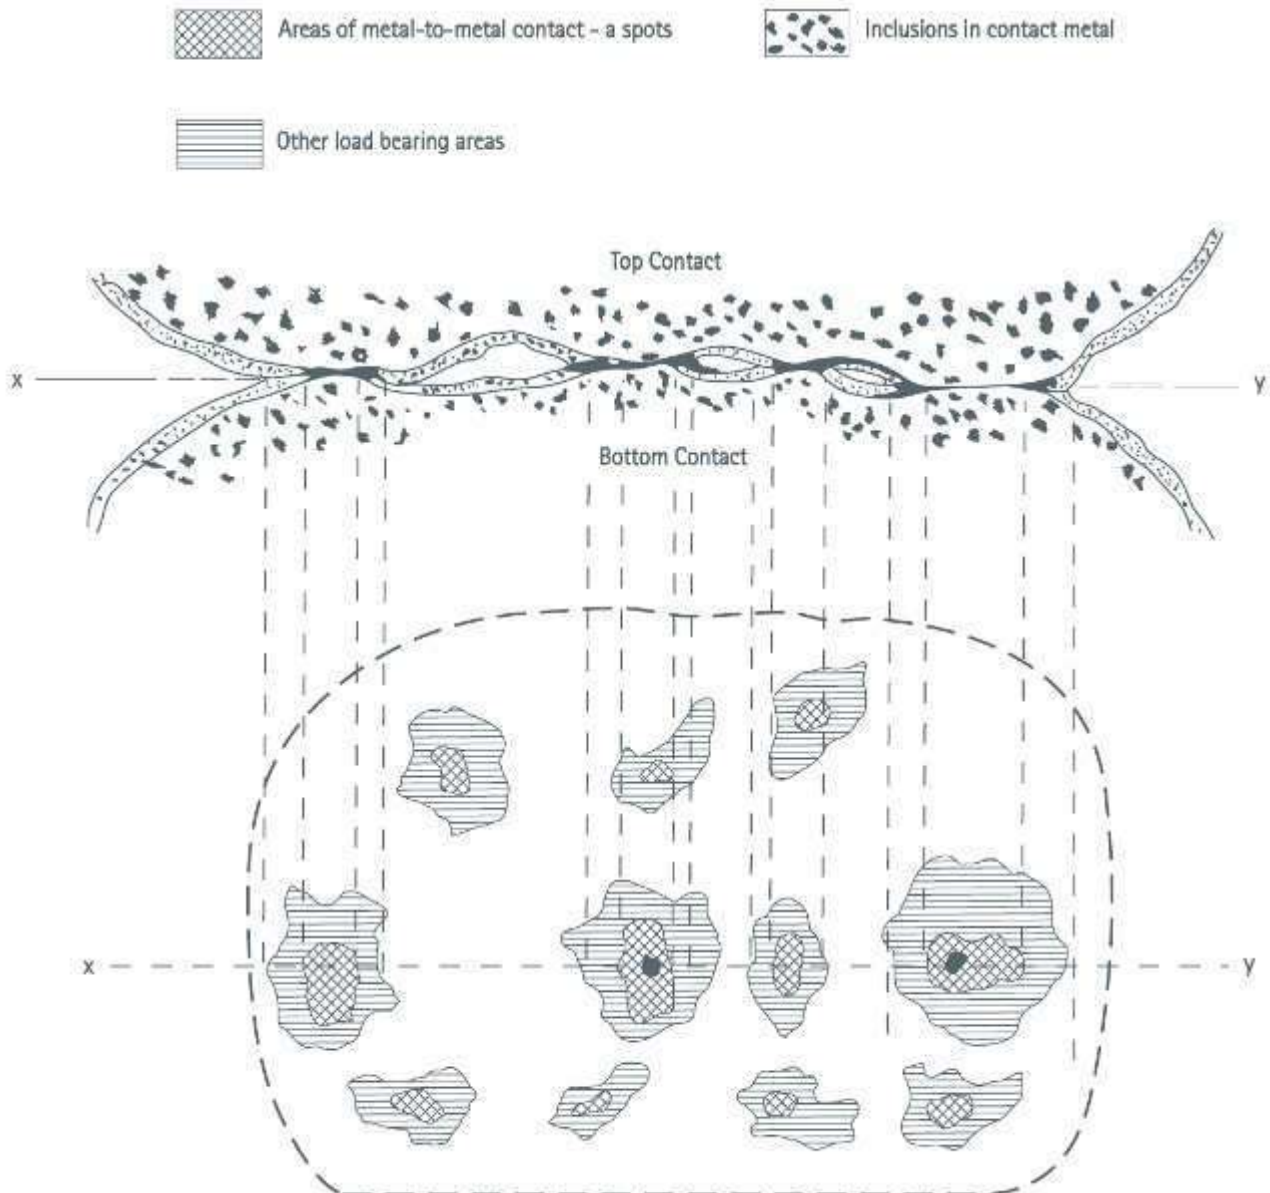 Areas of metal-to-metal contact - a spots
Inclusions in contact metal
Other load bearing areas
Top Contact
x
y
Bottom Contact
x
y